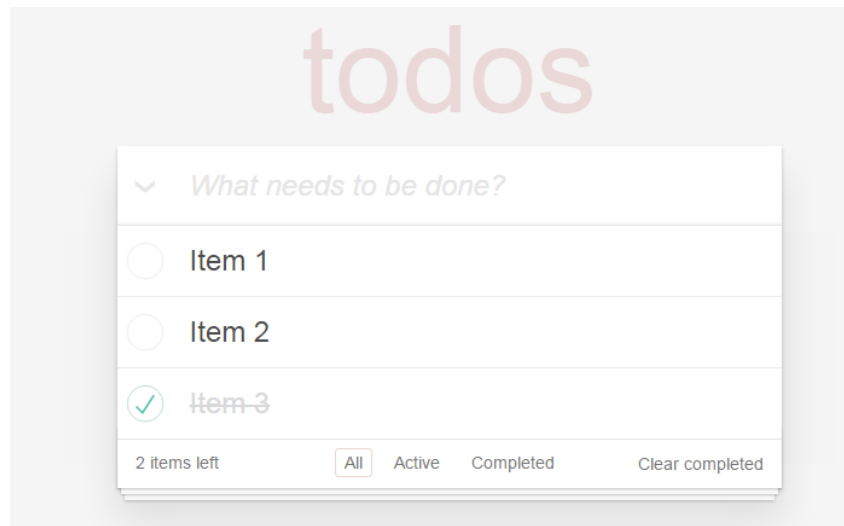 todos
What needs to be done?
Item 1
Item 2
Item 3
2 items left All Active Completed Clear completed